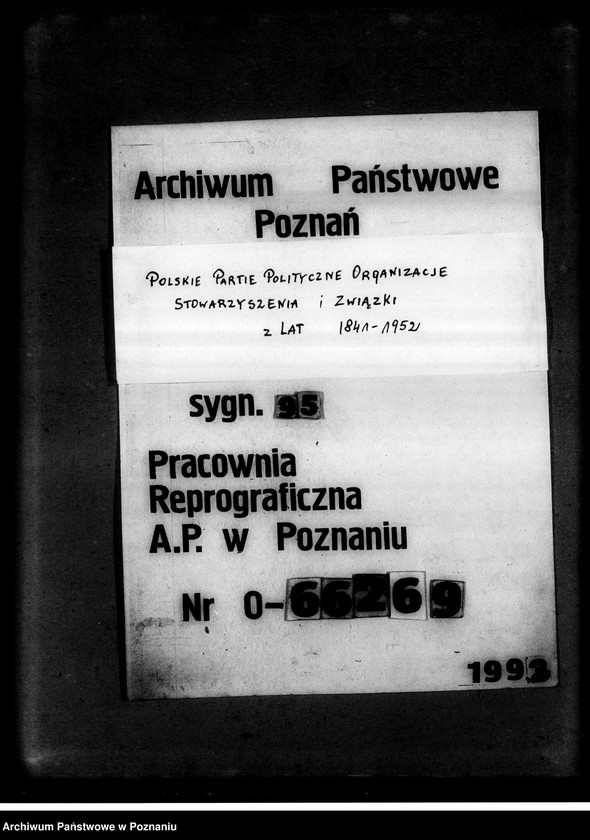 Archiwum Państwowe
Poznań
Polskie Partie Polityczne Organizacje
Stowarzyszenia i Związki
z lat 1841-1952
sygn. 95
Pracownia
Reprograficzna
A.P. w Poznaniu
Nr O-66269
1993
Archiwum Państwowe w Poznaniu